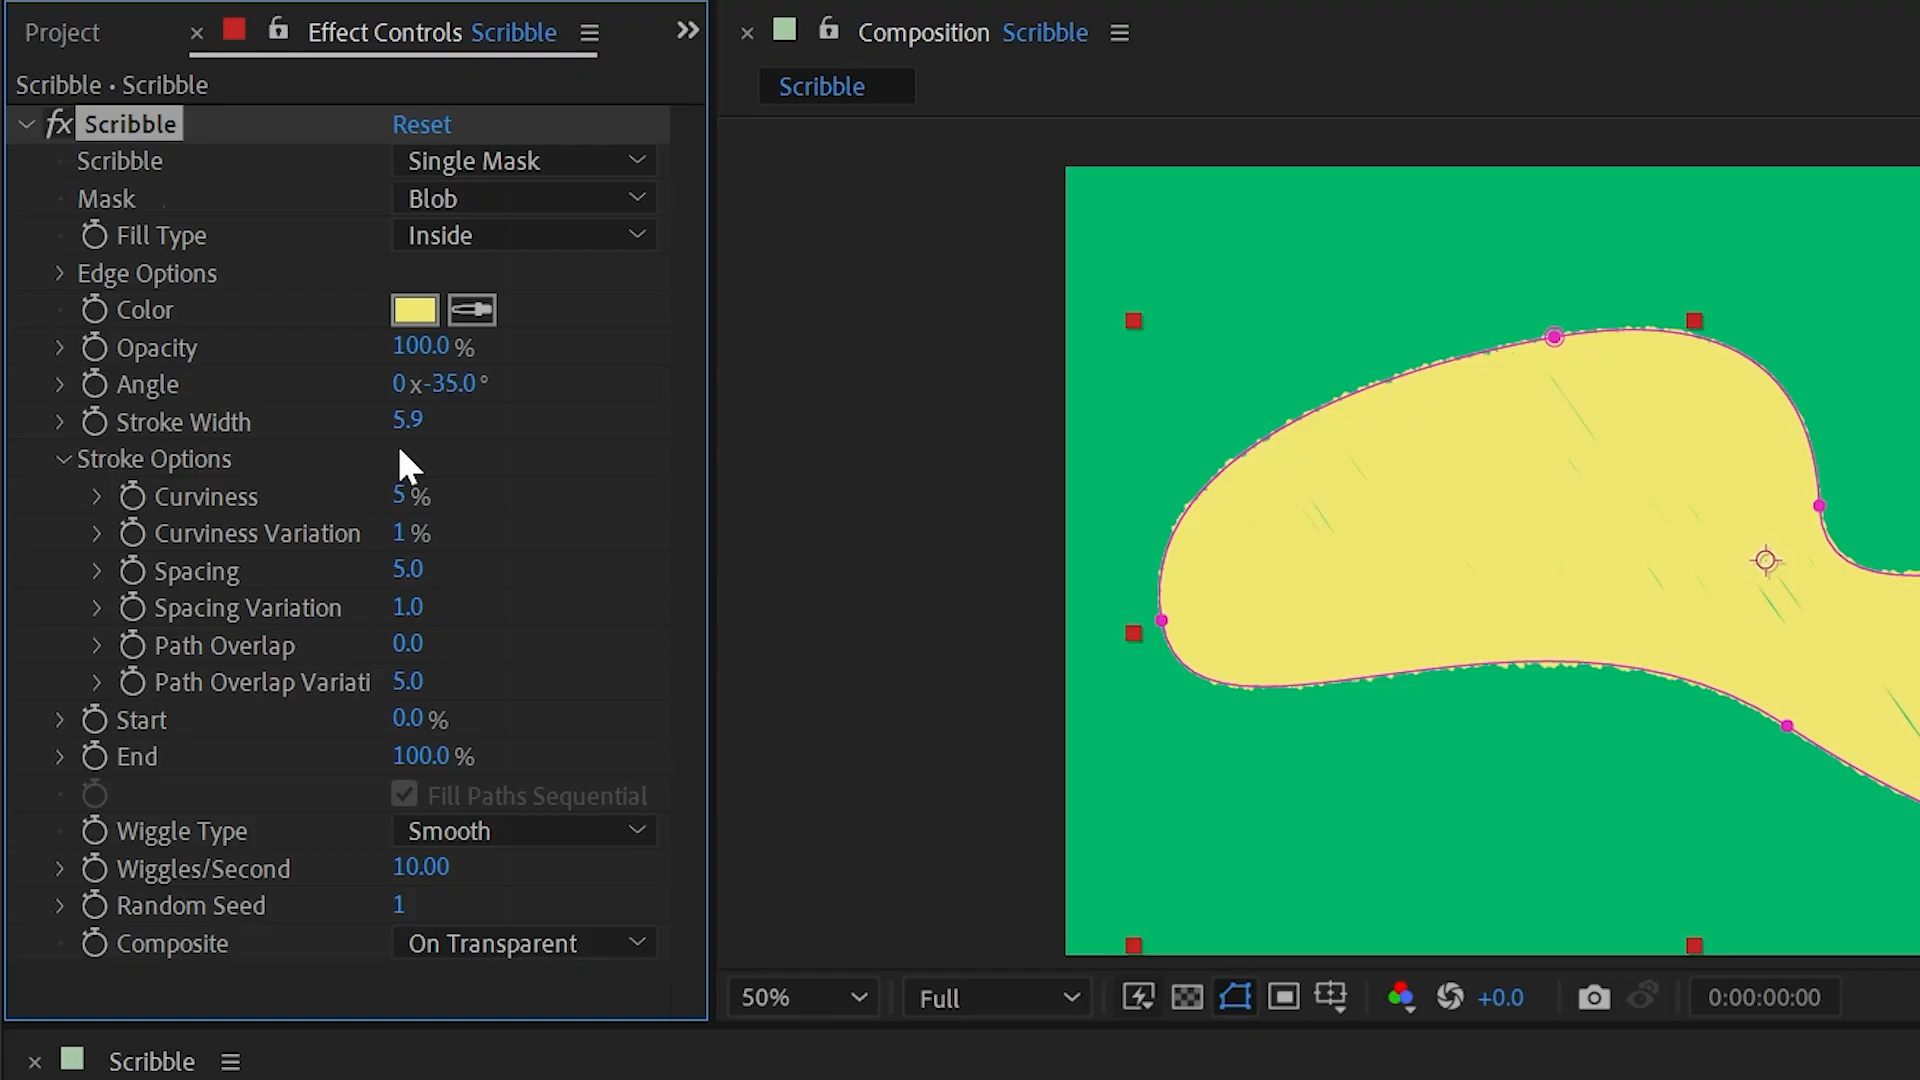 Project
Effect Controls Scribble
Scribble • Scribble
fx Scribble Reset
Scribble Single Mask
Mask Blob
Fill Type Inside
Edge Options
Color
Opacity 100.0 %
Angle 0 x-35.0 °
Stroke Width 5.9
Stroke Options
Curviness 5 %
Curviness Variation 1 %
Spacing 5.0
Spacing Variation 1.0
Path Overlap 0.0
Path Overlap Variati 5.0
Start 0.0 %
End 100.0 %
Fill Paths Sequential
Wiggle Type Smooth
Wiggles/Second 10.00
Random Seed 1
Composite On Transparent
Composition Scribble
Scribble
50% Full +0.0 0:00:00:00
Scribble